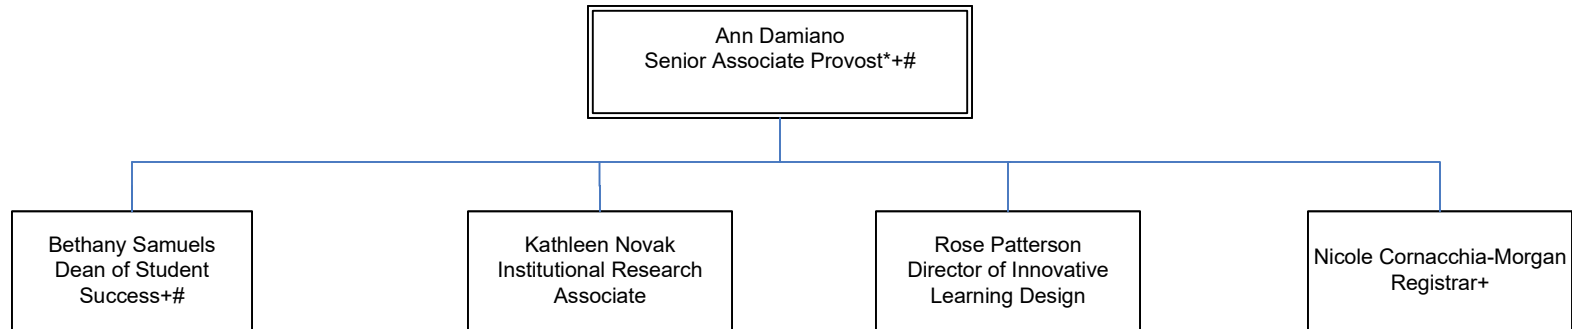 Ann Damiano
Senior Associate Provost*+#
Bethany Samuels
Dean of Student
Success+#
Kathleen Novak
Institutional Research
Associate
Rose Patterson
Director of Innovative
Learning Design
Nicole Cornacchia-Morgan
Registrar+